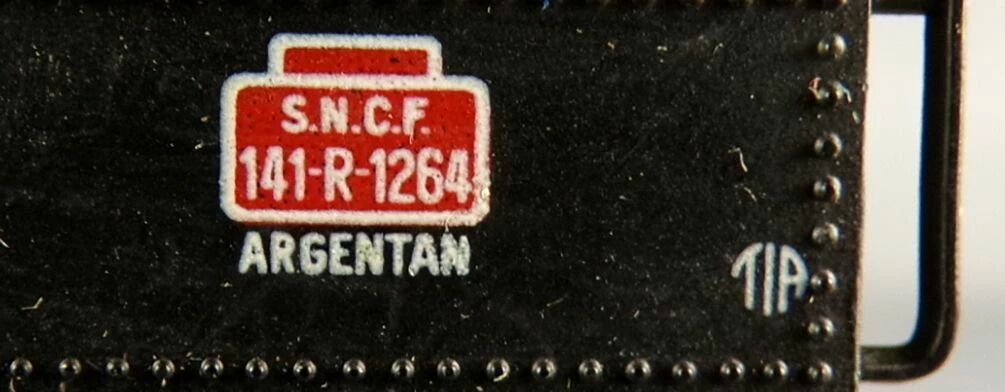 S.N.C.F.
141-R-1264
ARGENTAN
TIA